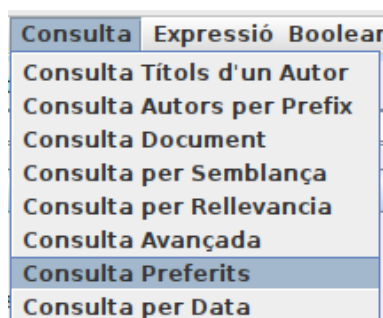 Consulta Expressió Boolear
Consulta Títols d'un Autor
Consulta Autors per Prefix
Consulta Document
Consulta per Semblança
Consulta per Rellevancia
Consulta Avançada
Consulta Preferits
Consulta per Data